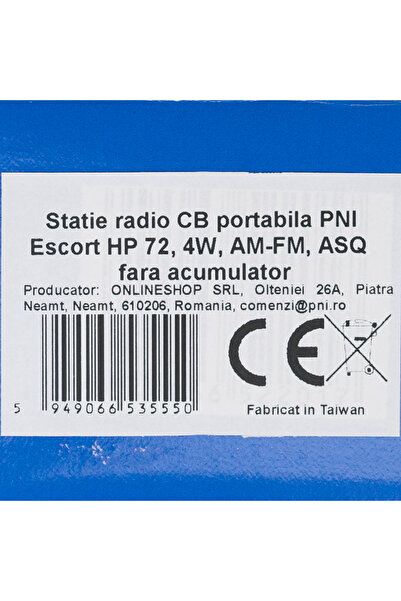 Statie radio CB portabila PNI
Escort HP 72, 4W, AM-FM, ASQ
fara acumulator
Producator: ONLINESHOP SRL, Olteniei 26A, Piatra
Neamt, Neamt, 610206, Romania, comenzi@pni.ro
CE
5 949066 535550
Fabricat in Taiwan